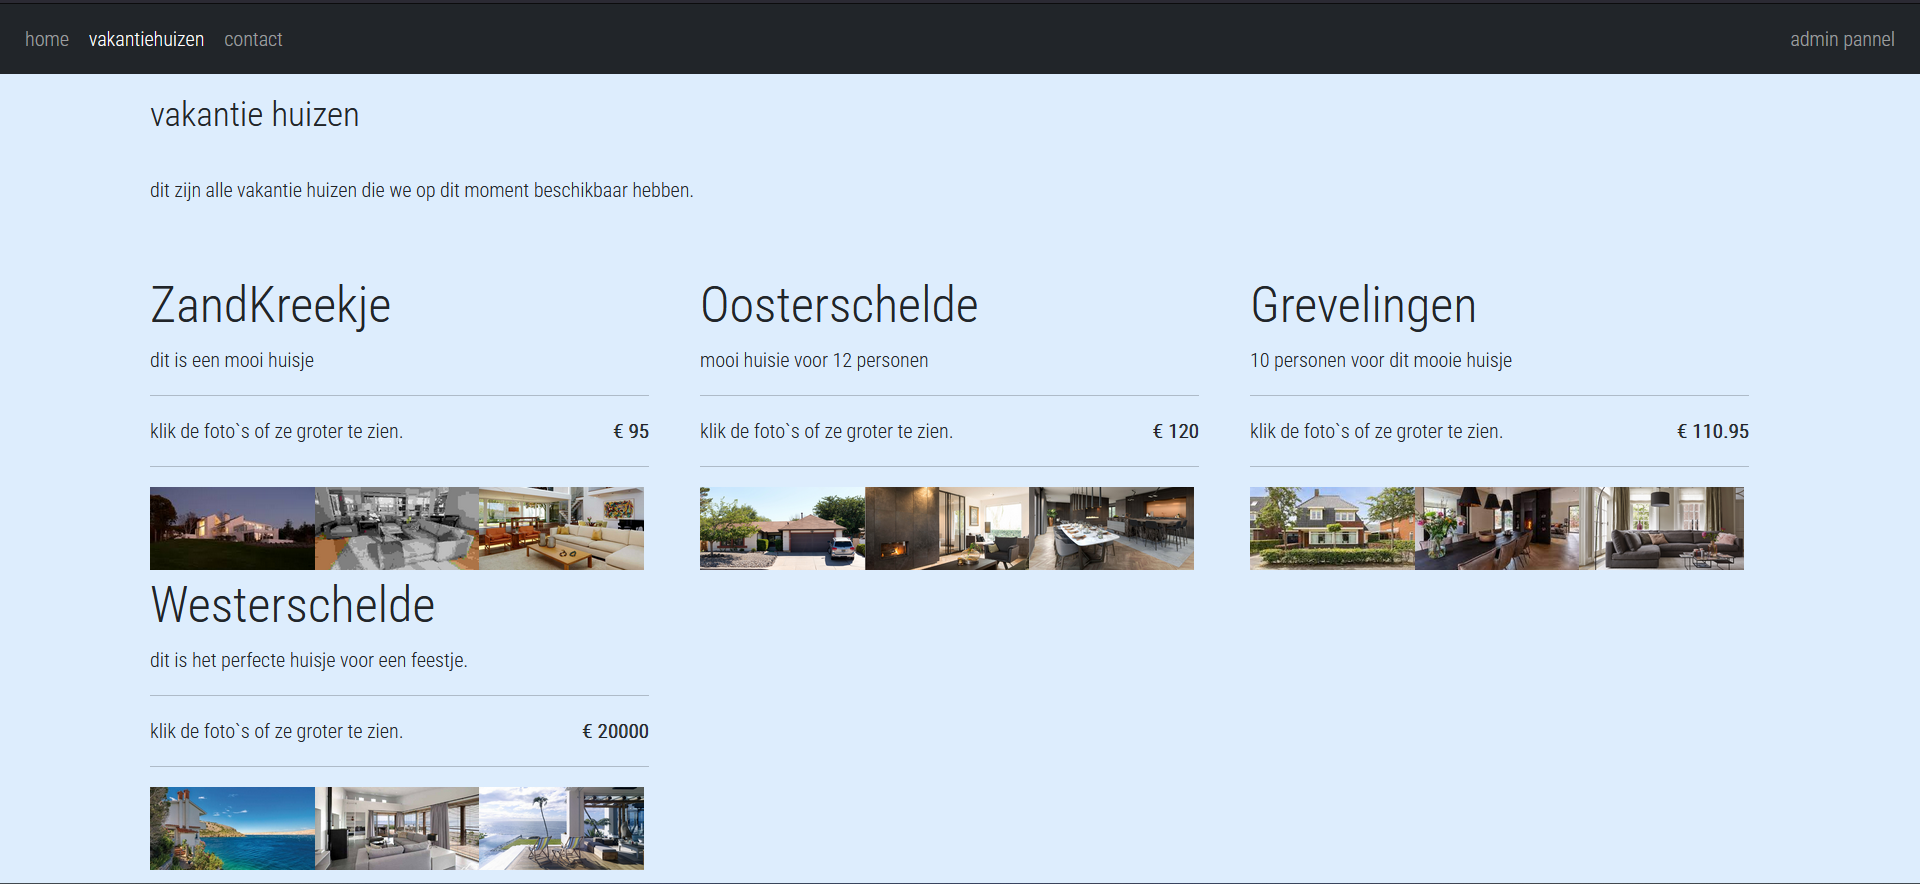 home vakantiehuizen contact admin pannel
vakantie huizen
dit zijn alle vakantie huizen die we op dit moment beschikbaar hebben.
ZandKreekje
dit is een mooi huisje
klik de foto`s of ze groter te zien. € 95
Oosterschelde
mooi huisie voor 12 personen
klik de foto`s of ze groter te zien. € 120
Grevelingen
10 personen voor dit mooie huisje
klik de foto`s of ze groter te zien. € 110.95
Westerschelde
dit is het perfecte huisje voor een feestje.
klik de foto`s of ze groter te zien. € 20000